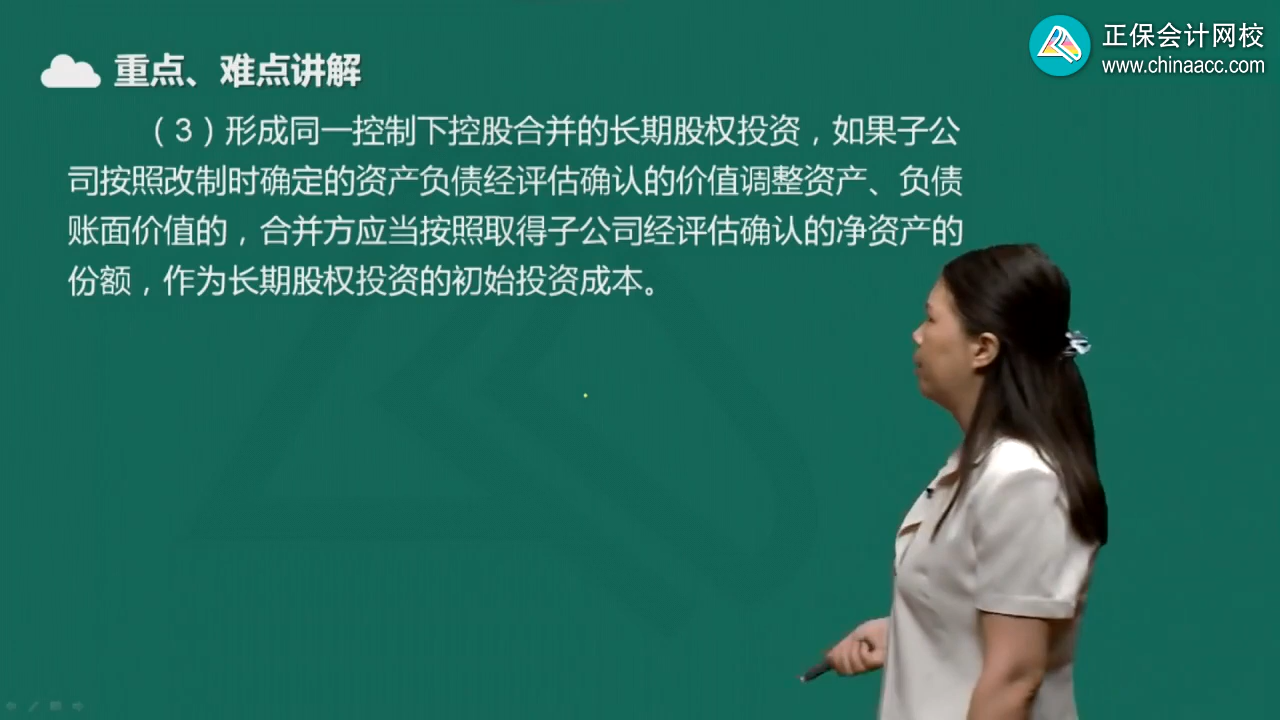 正保会计网校
www.chinaacc.com
重点、难点讲解
（3）形成同一控制下控股合并的长期股权投资，如果子公
司按照改制时确定的资产负债经评估确认的价值调整资产、负债
账面价值的，合并方应当按照取得子公司经评估确认的净资产的
份额，作为长期股权投资的初始投资成本。